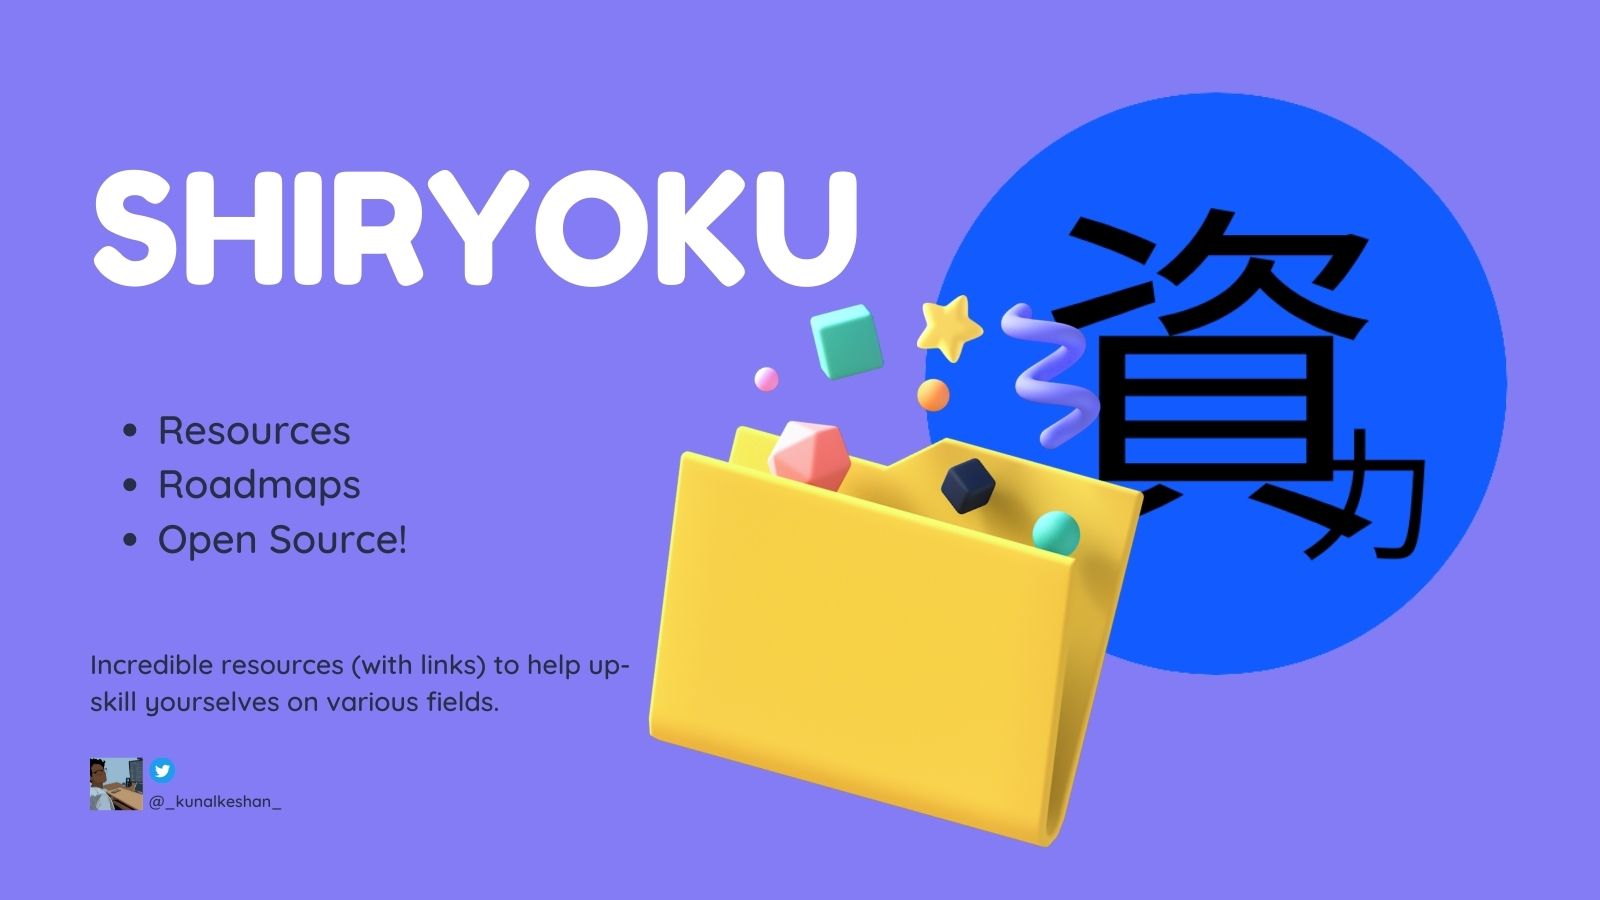 SHIRYOKU
資力
• Resources
• Roadmaps
• Open Source!
Incredible resources (with links) to help up-
skill yourselves on various fields.
@_kunalkeshan_